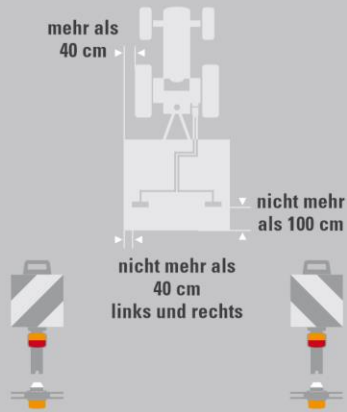 mehr als
40 cm
nicht mehr
als 100 cm
nicht mehr als
40 cm
links und rechts